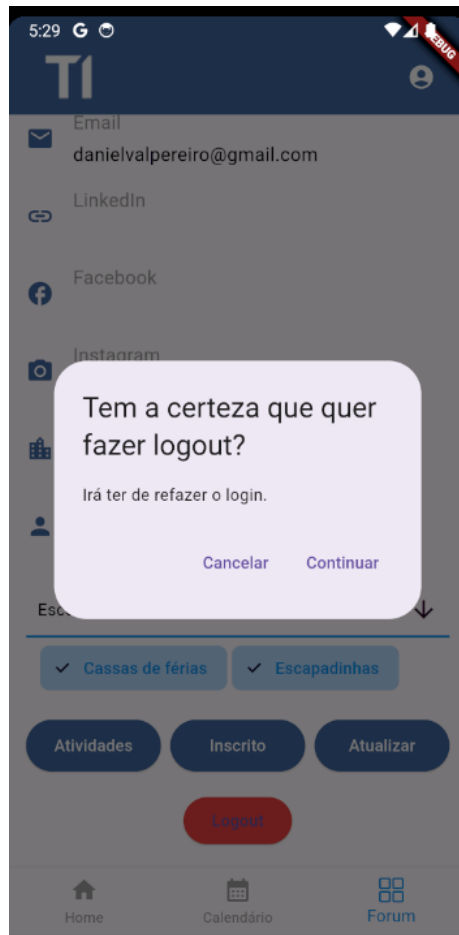 5:29 G
DEBUG
TI
Email
danielvalpereiro@gmail.com
LinkedIn
Facebook
Instagram
Tem a certeza que quer
fazer logout?
Irá ter de refazer o login.
Cancelar Continuar
Esc
Cassas de férias Escapadinhas
Atividades Inscrito Atualizar
Logout
Home Calendário Forum